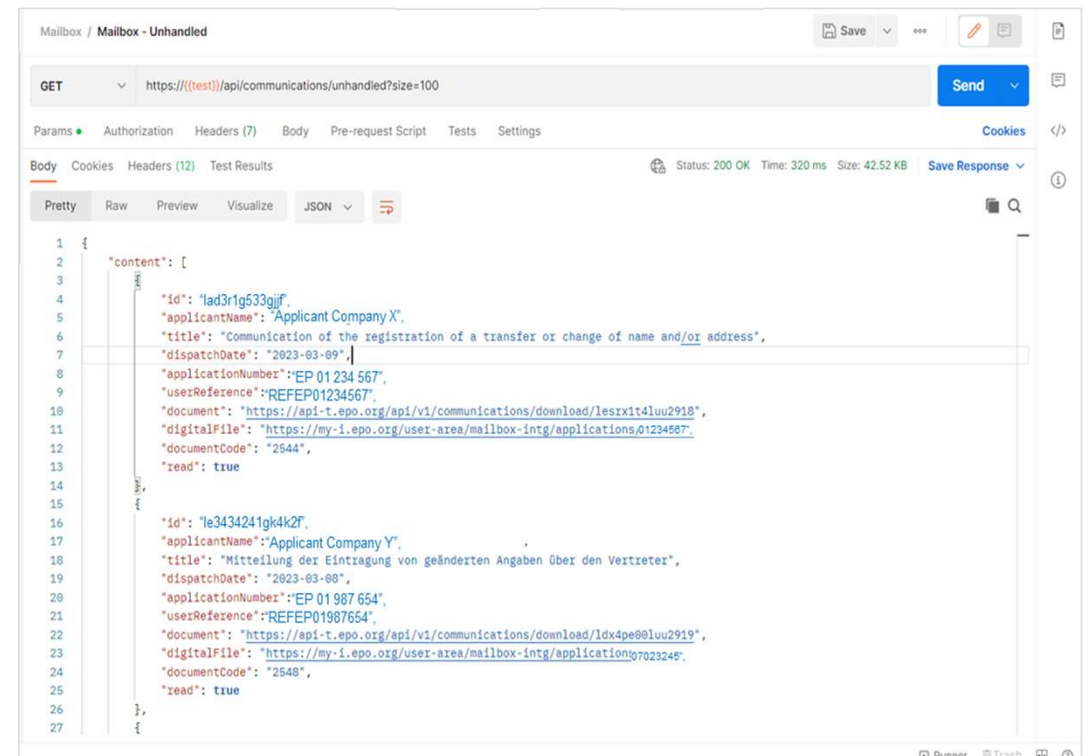 Mailbox / Mailbox - Unhandled
Save
GET https://{{test}}/api/communications/unhandled?size=100 Send
Params Authorization Headers (7) Body Pre-request Script Tests Settings Cookies
Body Cookies Headers (12) Test Results Status: 200 OK Time: 320 ms Size: 42.52 KB Save Response
Pretty Raw Preview Visualize JSON
1 {
2 "content": [
3 {
4 "id": "lad3r1g533gjjf",
5 "applicantName": "Applicant Company X",
6 "title": "Communication of the registration of a transfer or change of name and/or address",
7 "dispatchDate": "2023-03-09",
8 "applicationNumber":"EP 01 234 567",
9 "userReference":"REFEP01234567",
10 "document": "https://api-t.epo.org/api/v1/communications/download/lesrx1t4luu2918",
11 "digitalFile": "https://my-i.epo.org/user-area/mailbox-intg/applications/01234567",
12 "documentCode": "2544",
13 "read": true
14 },
15 {
16 "id": "le3434241gk4k2f",
17 "applicantName":"Applicant Company Y",
18 "title": "Mitteilung der Eintragung von geänderten Angaben über den Vertreter",
19 "dispatchDate": "2023-03-08",
20 "applicationNumber":"EP 01 987 654",
21 "userReference":"REFEP01987654",
22 "document": "https://api-t.epo.org/api/v1/communications/download/ldx4pe00luu2919",
23 "digitalFile": "https://my-i.epo.org/user-area/mailbox-intg/application:07023245",
24 "documentCode": "2548",
25 "read": true
26 },
27 {
Runner Trash